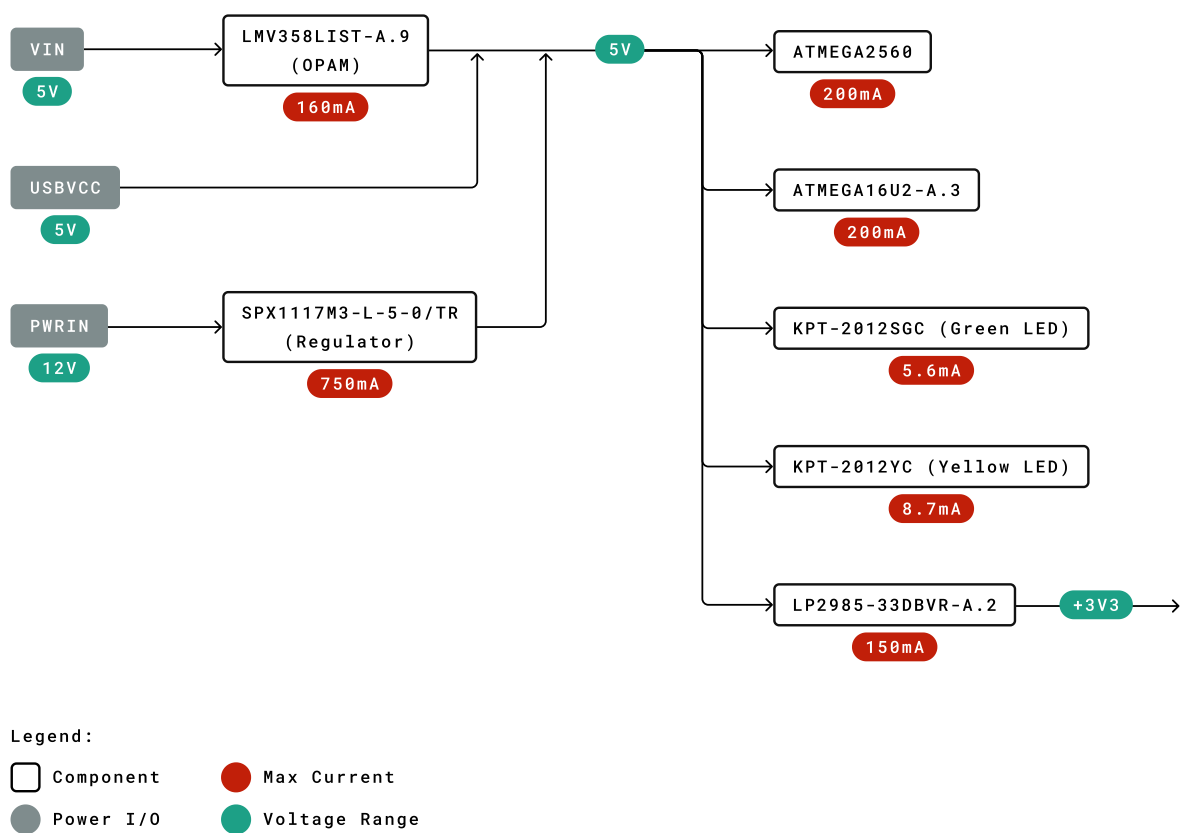 VIN
5V
LMV358LIST-A.9
(OPAM)
160mA
5V
ATMEGA2560
200mA
USBVCC
5V
ATMEGA16U2-A.3
200mA
PWRIN
12V
SPX1117M3-L-5-0/TR
(Regulator)
750mA
KPT-2012SGC (Green LED)
5.6mA
KPT-2012YC (Yellow LED)
8.7mA
LP2985-33DBVR-A.2
150mA
+3V3
Legend:
Component
Max Current
Power I/O
Voltage Range